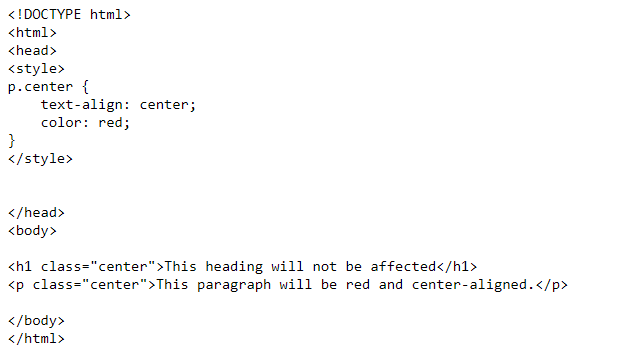 <!DOCTYPE html>
<html>
<head>
<style>
p.center {
    text-align: center;
    color: red;
}
</style>


</head>
<body>

<h1 class="center">This heading will not be affected</h1>
<p class="center">This paragraph will be red and center-aligned.</p>

</body>
</html>